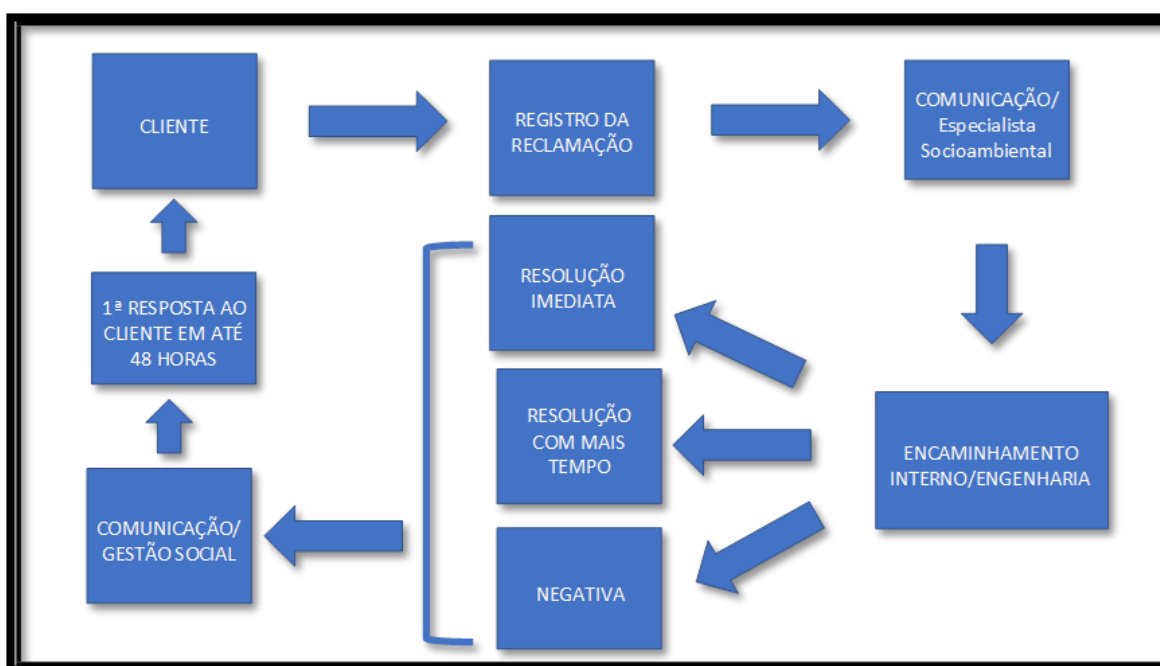 CLIENTE
REGISTRO DA
RECLAMAÇÃO
COMUNICAÇÃO/
Especialista
Socioambiental
ENCAMINHAMENTO
INTERNO/ENGENHARIA
RESOLUÇÃO
IMEDIATA
RESOLUÇÃO
COM MAIS
TEMPO
NEGATIVA
COMUNICAÇÃO/
GESTÃO SOCIAL
1ª RESPOSTA AO
CLIENTE EM ATÉ
48 HORAS